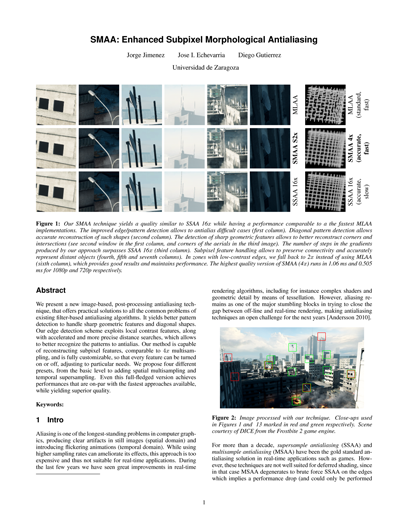 SMAA: Enhanced Subpixel Morphological Antialiasing
Jorge Jimenez Jose I. Echevarria Diego Gutierrez
Universidad de Zaragoza
MLAA
MLAA (standard, fast)
SMAA S2x
SMAA 4x (accurate, fast)
SSAA 16x
SSAA 16x (accurate, slow)
Figure 1: Our SMAA technique yields a quality similar to SSAA 16x while having a performance comparable to a the fastest MLAA
implementations. The improved edge/pattern detection allows to antialias difficult cases (first column). Diagonal pattern detection allows
accurate reconstruction of such shapes (second column). The detection of sharp geometric features allows to better reconstruct corners and
intersections (see second window in the first column, and corners of the aerials in the third image). The number of steps in the gradients
produced by our approach surpasses SSAA 16x (third column). Subpixel feature handling allows to preserve connectivity and accurately
represent distant objects (fourth, fifth and seventh column). In zones with low-contrast edges, we fall back to 2x instead of using MLAA
(sixth column), which provides good results and maintains performance. The highest quality version of SMAA (4x) runs in 1.06 ms and 0.505
ms for 1080p and 720p respectively.
Abstract
We present a new image-based, post-processing antialiasing technique,
that offers practical solutions to all the common problems of
existing filter-based antialiasing algorithms. It yields better pattern
detection to handle sharp geometric features and diagonal shapes.
Our edge detection scheme exploits local contrast features, along
with accelerated and more precise distance searches, which allows
to better recognize the patterns to antialias. Our method is capable
of reconstructing subpixel features, comparable to 4x multisampling,
and is fully customizable, so that every feature can be turned
on or off, adjusting to particular needs. We propose four different
presets, from the basic level to adding spatial multisampling and
temporal supersampling. Even this full-fledged version achieves
performances that are on-par with the fastest approaches available,
while yielding superior quality.
Keywords:
1 Intro
Aliasing is one of the longest-standing problems in computer graphics,
producing clear artifacts in still images (spatial domain) and
introducing flickering animations (temporal domain). While using
higher sampling rates can ameliorate its effects, this approach is too
expensive and thus not suitable for real-time applications. During
the last few years we have seen great improvements in real-time
rendering algorithms, including for instance complex shaders and
geometric detail by means of tessellation. However, aliasing remains
as one of the major stumbling blocks in trying to close the
gap between off-line and real-time rendering, making antialiasing
techniques an open challenge for the next years [Andersson 2010].
Figure 2: Image processed with our technique. Close-ups used
in Figures 1 and 13 marked in red and green respectively. Scene
courtesy of DICE from the Frostbite 2 game engine.
For more than a decade, supersample antialiasing (SSAA) and
multisample antialiasing (MSAA) have been the gold standard antialiasing
solution in real-time applications such as games. However,
these techniques are not well suited for deferred shading, since
in that case MSAA degenerates to brute force SSAA on the edges
which implies a performance drop (and could only be performed
1